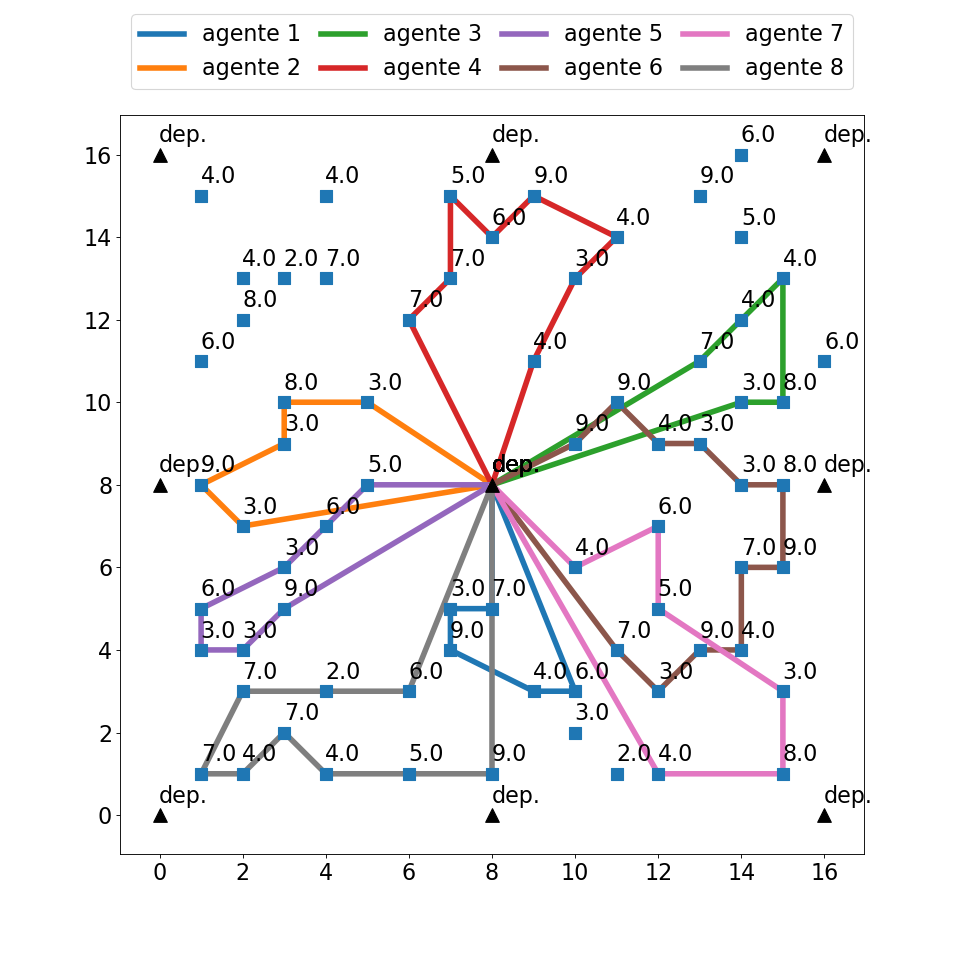 agente 1 agente 3 agente 5 agente 7
agente 2 agente 4 agente 6 agente 8
dep. dep. 6.0 dep.
16
4.0 4.0 5.0 9.0 9.0
6.0 4.0 5.0
14
4.0 2.0 7.0 7.0 3.0 4.0
8.0 7.0 4.0
12
6.0 4.0 7.0 6.0
8.0 3.0 9.0 3.0 8.0
10
3.0 9.0 4.0 3.0
dep. 9.0 5.0 dep. 3.0 8.0 dep.
8
3.0 6.0 6.0
3.0 4.0 7.0 9.0
6
6.0 9.0 3.0 7.0 5.0
3.0 3.0 9.0 7.0 9.0 4.0
4
7.0 2.0 6.0 4.0 6.0 3.0 3.0
7.0 3.0
2
7.0 4.0 4.0 5.0 9.0 2.0 4.0 8.0
dep. dep. dep.
0
0 2 4 6 8 10 12 14 16